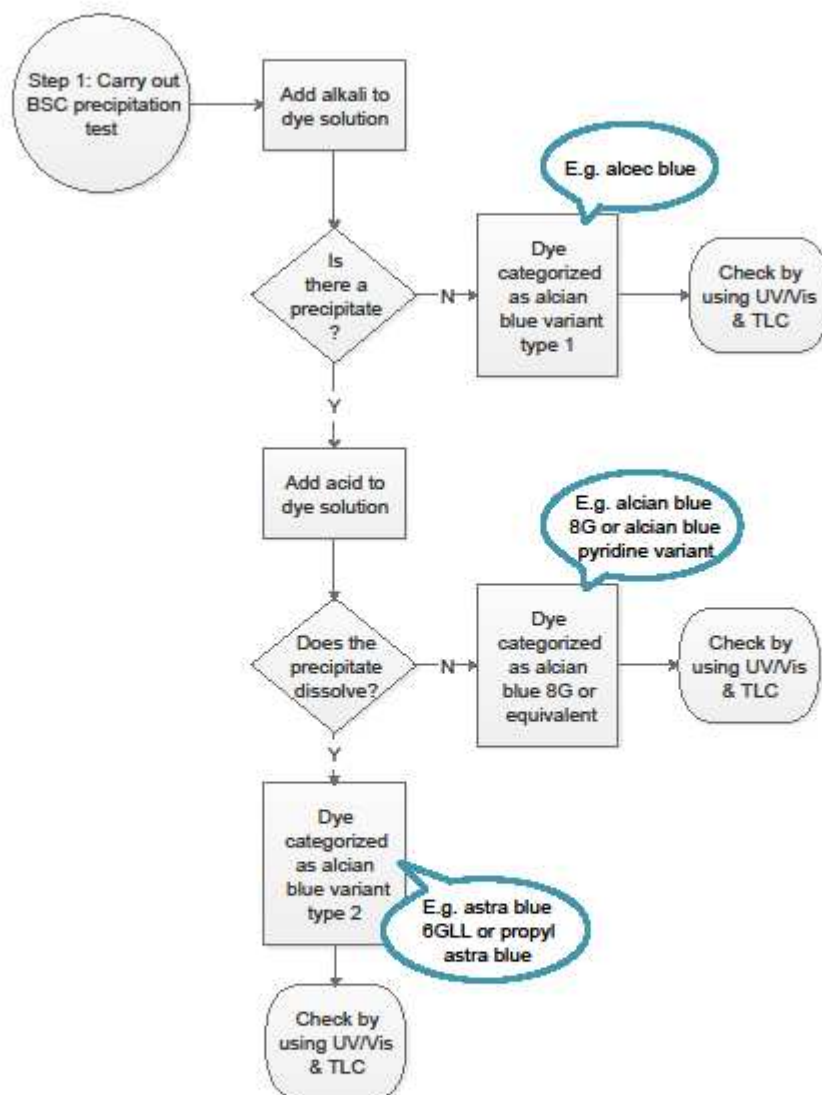 Step 1: Carry out
BSC precipitation
test
Add alkali to
dye solution
E.g. alcec blue
Is
there a
precipitate
?
N
Dye
categorized
as alcian
blue variant
type 1
Check by
using UV/Vis
& TLC
Y
Add acid to
dye solution
E.g. alcian blue
8G or alcian blue
pyridine variant
Does the
precipitate
dissolve?
N
Dye
categorized
as alcian
blue 8G or
equivalent
Check by
using UV/Vis
& TLC
Y
Dye
categorized
as alcian
blue variant
type 2
E.g. astra blue
6GLL or propyl
astra blue
Check by
using UV/Vis
& TLC